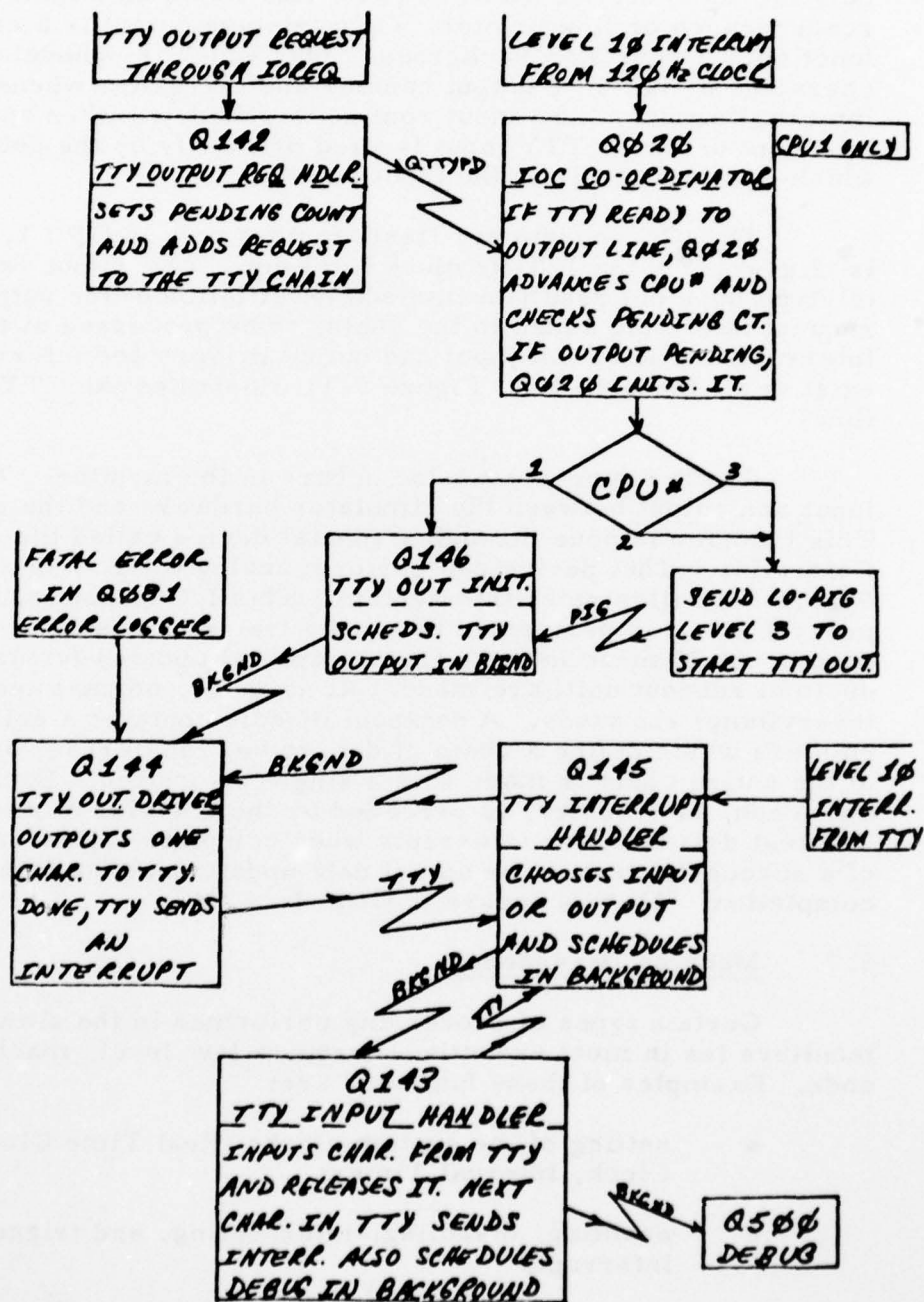 TTY OUTPUT REQUEST
THROUGH IOREQ
LEVEL 1Ø INTERRUPT
FROM 12Ø HZ CLOCK
Q142
TTY OUTPUT REQ HDLR.
SETS PENDING COUNT
AND ADDS REQUEST
TO THE TTY CHAIN
QTTYPD
QØ2Ø
IOC CO-ORDINATOR
IF TTY READY TO
OUTPUT LINE, QØ2Ø
ADVANCES CPU# AND
CHECKS PENDING CT.
IF OUTPUT PENDING,
QØ2Ø INITS. IT.
CPU1 ONLY
1
CPU#
3
2
FATAL ERROR
IN QØ81
ERROR LOGGER
Q146
TTY OUT INIT.
SCHEDS. TTY
OUTPUT IN BKGND
PIG
SEND LO-PIG
LEVEL 3 TO
START TTY OUT.
BKGND
Q144
TTY OUT DRIVER
OUTPUTS ONE
CHAR. TO TTY.
DONE, TTY SENDS
AN
INTERRUPT
BKGND
TTY
Q145
TTY INTERRUPT
HANDLER
CHOOSES INPUT
OR OUTPUT
AND SCHEDULES
IN BACKGROUND
LEVEL 1Ø
INTERR.
FROM TTY
BKGND
TTY
Q143
TTY INPUT HANDLER
INPUTS CHAR. FROM TTY
AND RELEASES IT. NEXT
CHAR. IN, TTY SENDS
INTERR. ALSO SCHEDULES
DEBUG IN BACKGROUND
BKGND
Q5ØØ
DEBUG